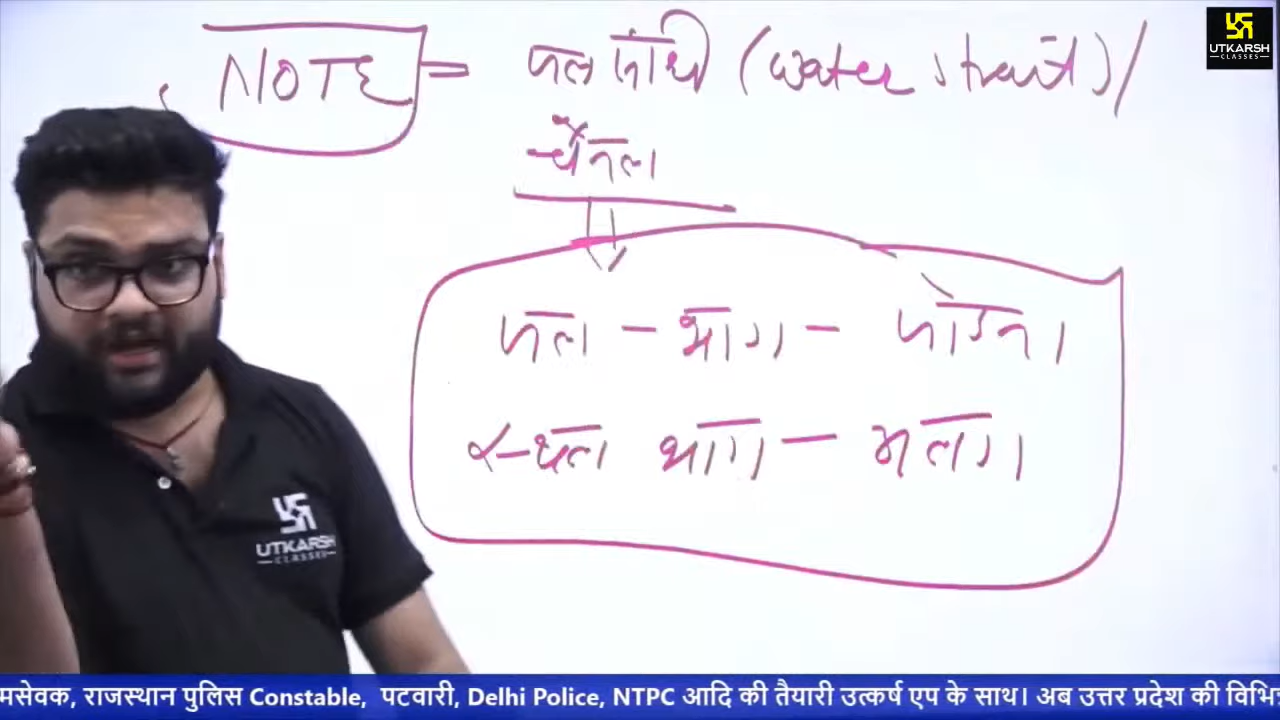 NOTE = जल संधि (water strait) /
चैनल
जल - भाग - जोड़ना
स्थल भाग - अलग
UTKARSH
CLASSES
UTKARSH
CLASSES
मसेवक, राजस्थान पुलिस Constable, पटवारी, Delhi Police, NTPC आदि की तैयारी उत्कर्ष एप के साथ। अब उत्तर प्रदेश की विभि